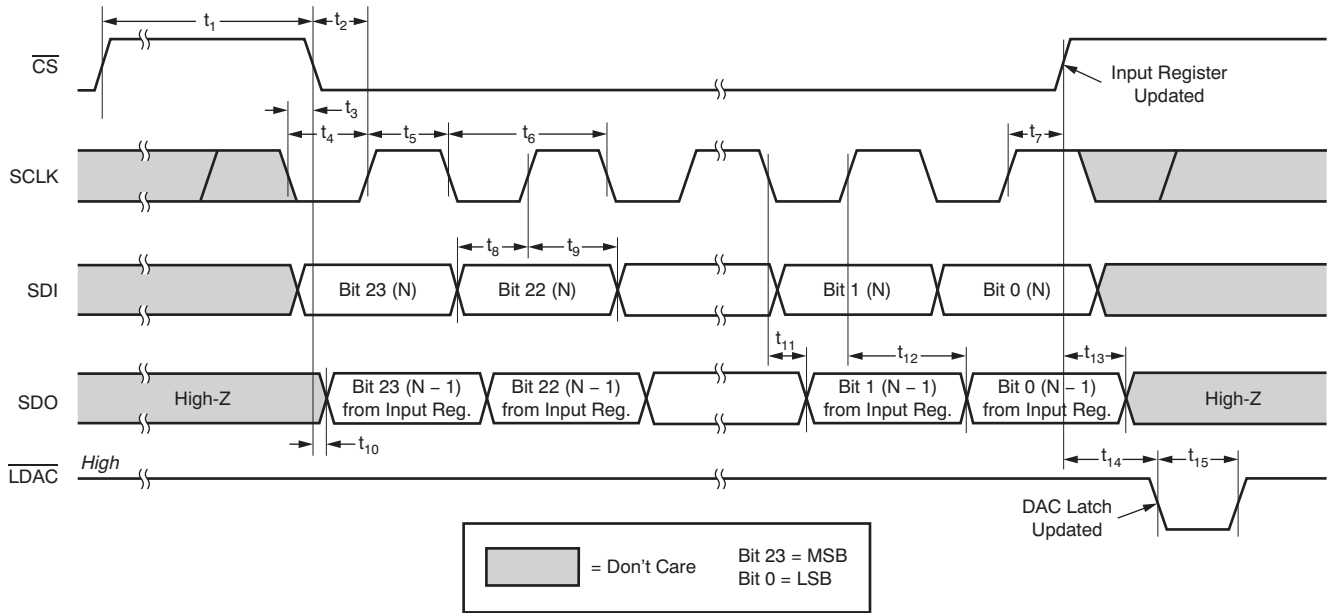 t1
t2
CS
Input Register
Updated
t3
t4
t5
t6
t7
SCLK
t8
t9
SDI
Bit 23 (N)
Bit 22 (N)
Bit 1 (N)
Bit 0 (N)
t11
t12
t13
SDO
High-Z
Bit 23 (N − 1)
from Input Reg.
Bit 22 (N − 1)
from Input Reg.
Bit 1 (N − 1)
from Input Reg.
Bit 0 (N − 1)
from Input Reg.
High-Z
t10
High
LDAC
t14
t15
DAC Latch
Updated
= Don't Care
Bit 23 = MSB
Bit 0 = LSB